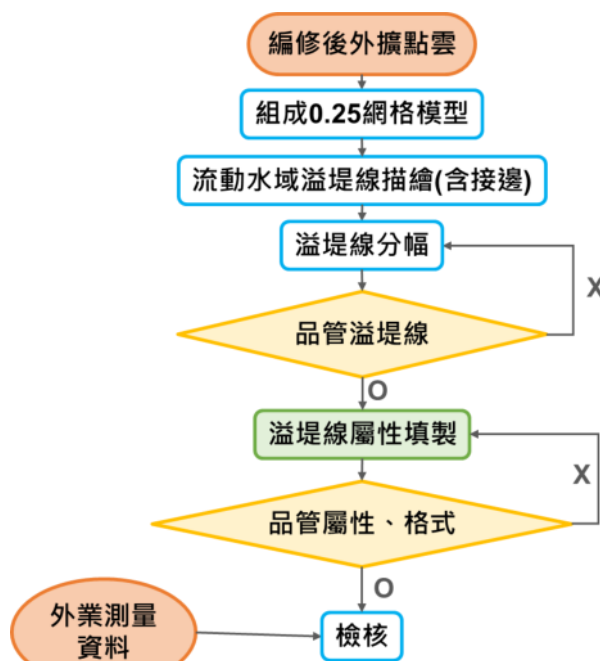 編修後外擴點雲
組成0.25網格模型
流動水域溢堤線描繪(含接邊)
溢堤線分幅
X
品管溢堤線
O
溢堤線屬性填製
X
品管屬性、格式
O
外業測量
資料
檢核